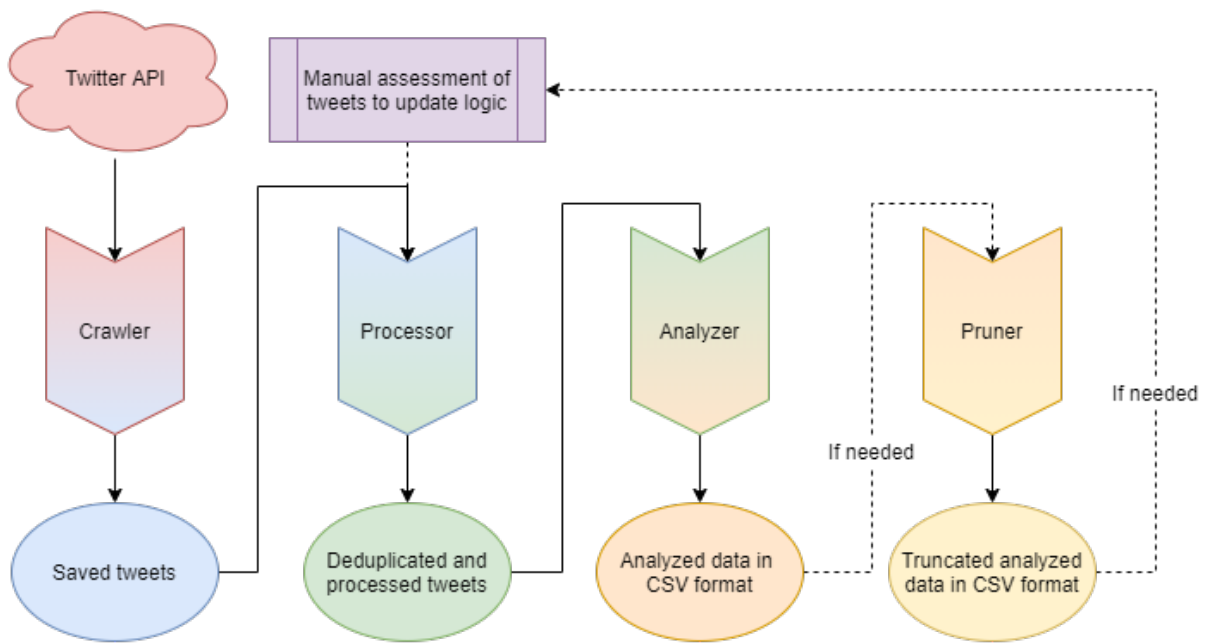 Twitter API
Manual assessment of
tweets to update logic
Crawler
Processor
Analyzer
Pruner
If needed
If needed
Saved tweets
Deduplicated and
processed tweets
Analyzed data in
CSV format
Truncated analyzed
data in CSV format